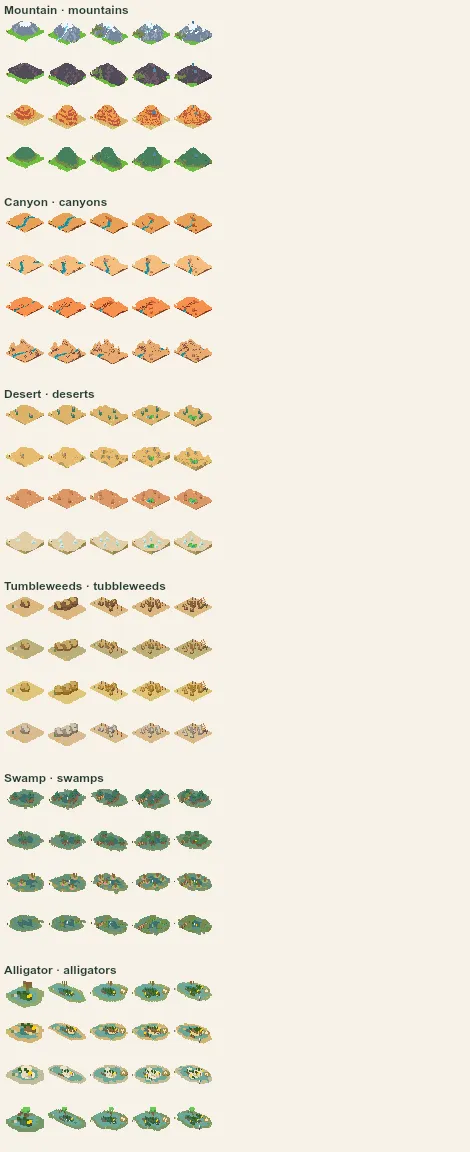 Mountain · mountains
Canyon · canyons
Desert · deserts
Tumbleweeds · tubbleweeds
Swamp · swamps
Alligator · alligators